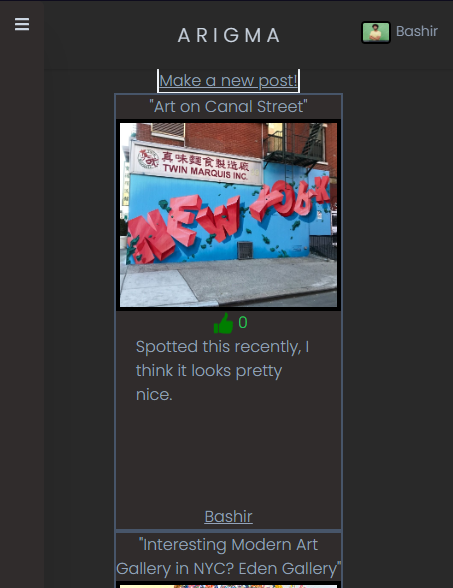 ARIGMA
Bashir
Make a new post!
"Art on Canal Street"
真味麵食製造廠
TWIN MARQUIS INC.
NEW YORK
👍 0
Spotted this recently, I
think it looks pretty
nice.
Bashir
"Interesting Modern Art
Gallery in NYC? Eden Gallery"